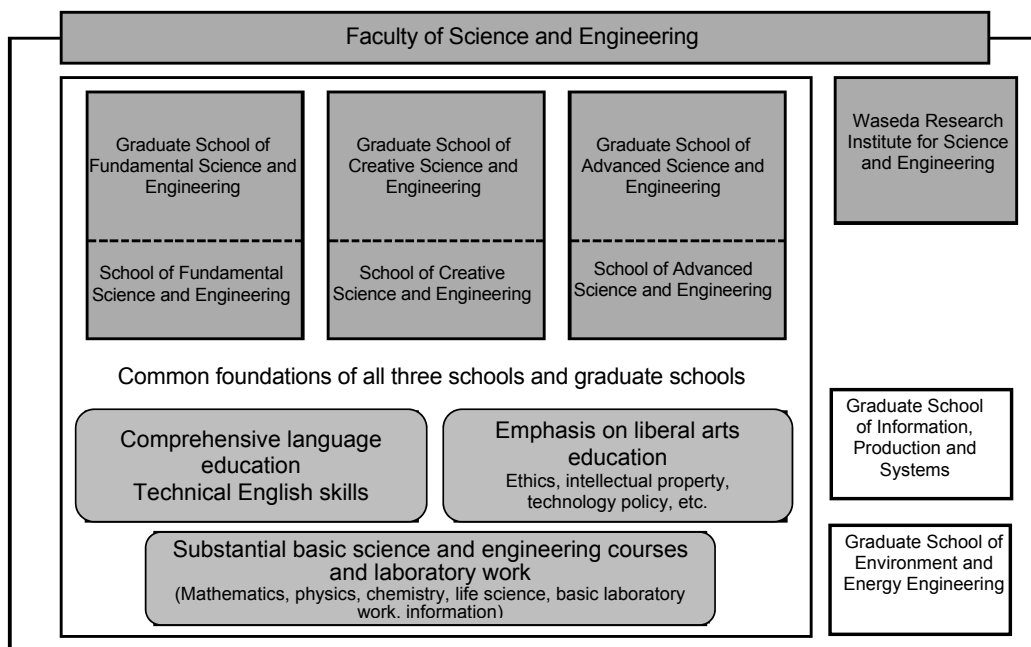 Faculty of Science and Engineering
Graduate School of
Fundamental Science and
Engineering
School of Fundamental
Science and Engineering
Graduate School of
Creative Science and
Engineering
School of Creative
Science and Engineering
Graduate School of
Advanced Science and
Engineering
School of Advanced
Science and Engineering
Waseda Research
Institute for Science
and Engineering
Common foundations of all three schools and graduate schools
Comprehensive language
education
Technical English skills
Emphasis on liberal arts
education
Ethics, intellectual property,
technology policy, etc.
Substantial basic science and engineering courses
and laboratory work
(Mathematics, physics, chemistry, life science, basic laboratory
work, information)
Graduate School
of Information,
Production and
Systems
Graduate School of
Environment and
Energy Engineering